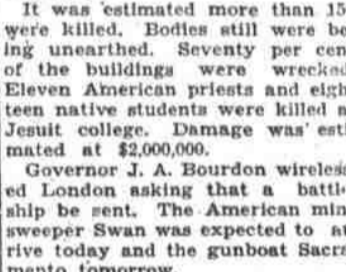 It was estimated more than 15
were killed. Bodies still were be
ing unearthed. Seventy per cen
of the buildings were wrecked
Eleven American priests and eigh
teen native students were killed a
Jesuit college. Damage was esti
mated at $2,000,000.
Governor J. A. Bourdon wireless
ed London asking that a battle
ship be sent. The American min
sweeper Swan was expected to ar
rive today and the gunboat Sacra
mento tomorrow